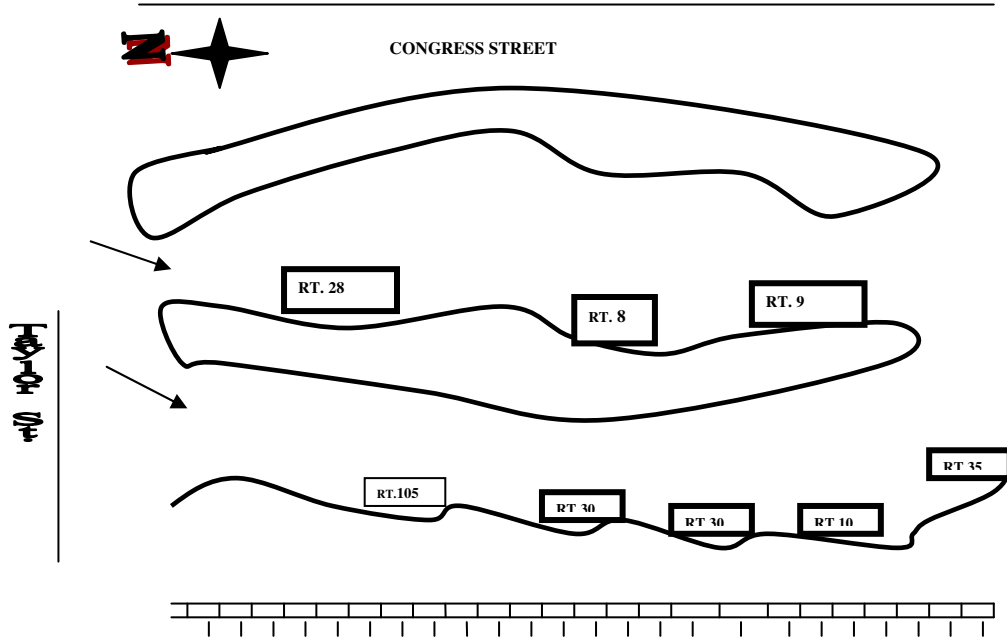 N
CONGRESS STREET
RT. 28
RT. 8
RT. 9
Taylor St.
RT. 35
RT.105
RT 30
RT 30
RT 10